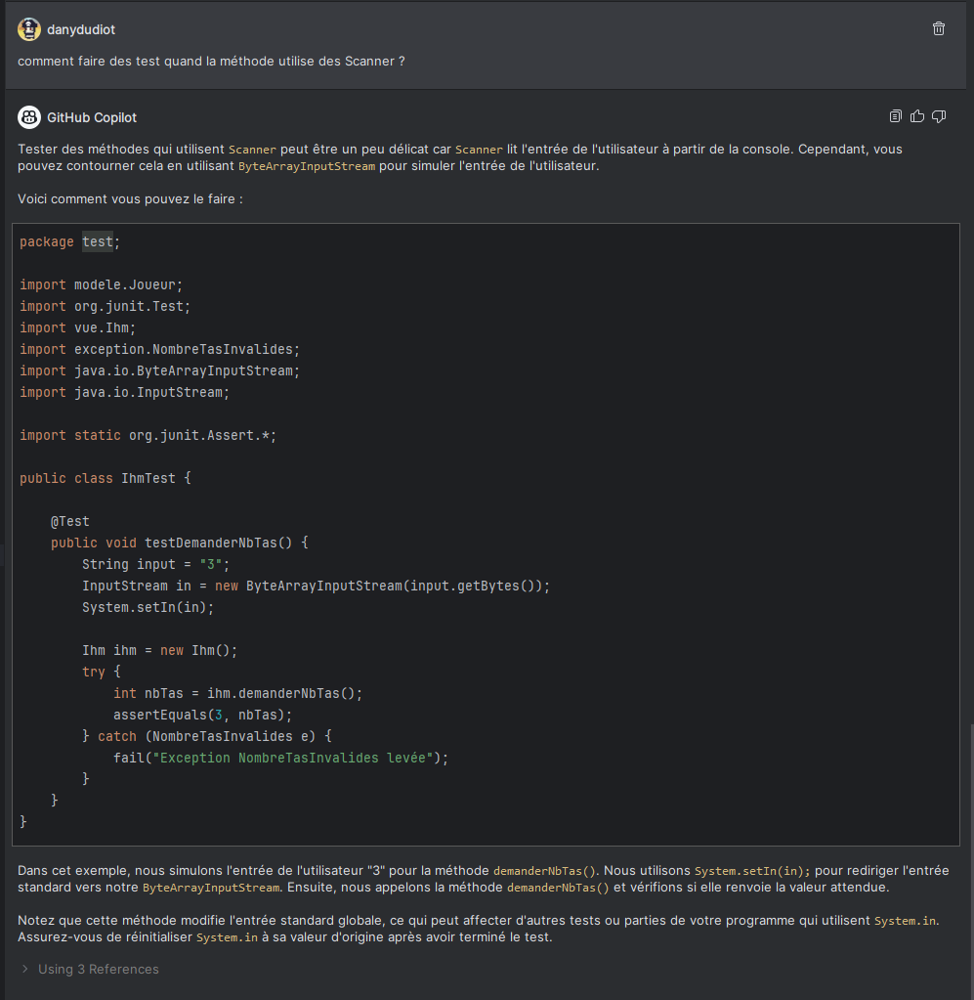 danydudiot
comment faire des test quand la méthode utilise des Scanner ?
GitHub Copilot
Tester des méthodes qui utilisent Scanner peut être un peu délicat car Scanner lit l'entrée de l'utilisateur à partir de la console. Cependant, vous
pouvez contourner cela en utilisant ByteArrayInputStream pour simuler l'entrée de l'utilisateur.
Voici comment vous pouvez le faire :
package test;
import modele.Joueur;
import org.junit.Test;
import vue.Ihm;
import exception.NombreTasInvalides;
import java.io.ByteArrayInputStream;
import java.io.InputStream;
import static org.junit.Assert.*;
public class IhmTest {
@Test
public void testDemanderNbTas() {
String input = "3";
InputStream in = new ByteArrayInputStream(input.getBytes());
System.setIn(in);
Ihm ihm = new Ihm();
try {
int nbTas = ihm.demanderNbTas();
assertEquals(3, nbTas);
} catch (NombreTasInvalides e) {
fail("Exception NombreTasInvalides levée");
}
}
}
Dans cet exemple, nous simulons l'entrée de l'utilisateur "3" pour la méthode demanderNbTas(). Nous utilisons System.setIn(in); pour rediriger l'entrée
standard vers notre ByteArrayInputStream. Ensuite, nous appelons la méthode demanderNbTas() et vérifions si elle renvoie la valeur attendue.
Notez que cette méthode modifie l'entrée standard globale, ce qui peut affecter d'autres tests ou parties de votre programme qui utilisent System.in.
Assurez-vous de réinitialiser System.in à sa valeur d'origine après avoir terminé le test.
Using 3 References